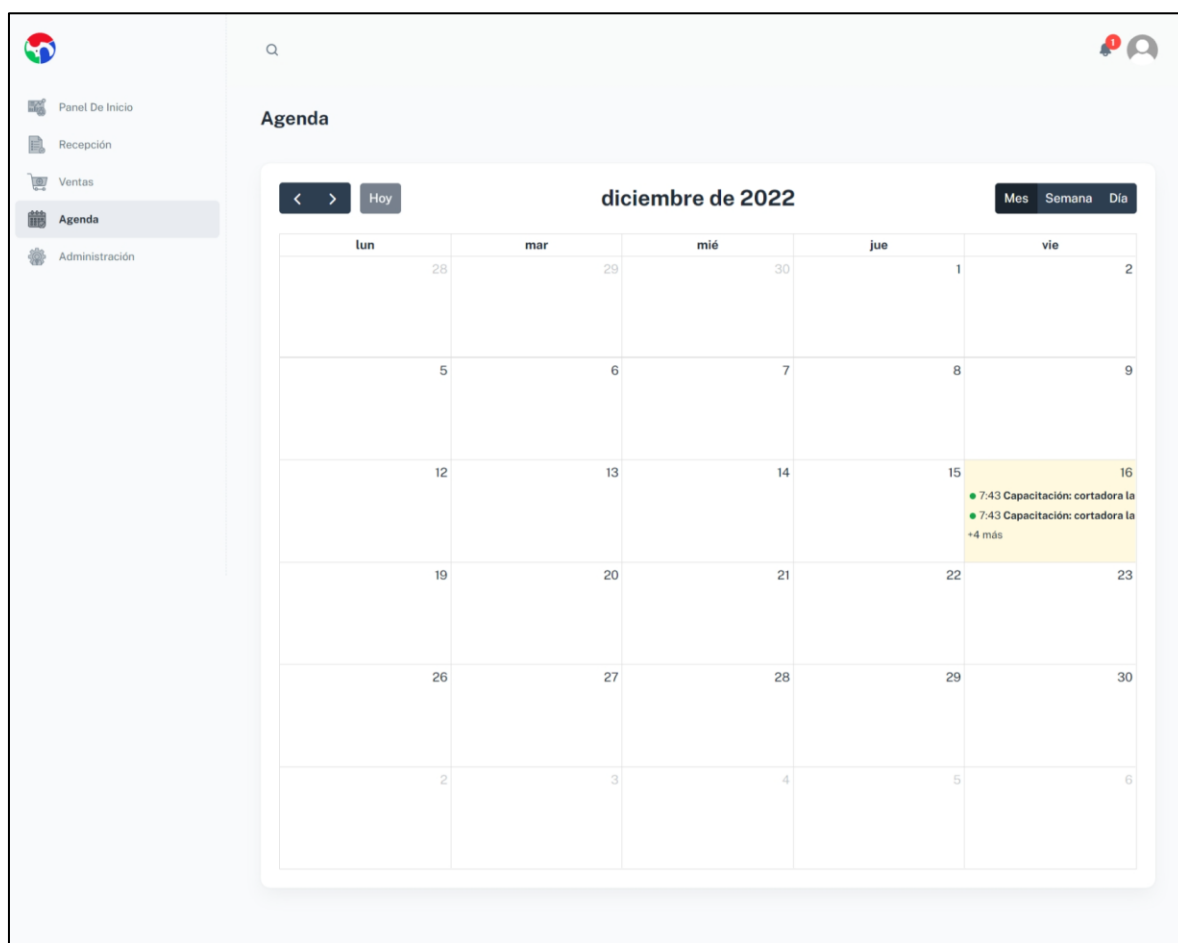 1
Panel De Inicio
Recepción
Ventas
Agenda
Administración
Agenda
Hoy
diciembre de 2022
Mes Semana Día
lun mar mié jue vie
28 29 30 1 2
5 6 7 8 9
12 13 14 15 16
7:43 Capacitación: cortadora la
7:43 Capacitación: cortadora la
+4 más
19 20 21 22 23
26 27 28 29 30
2 3 4 5 6